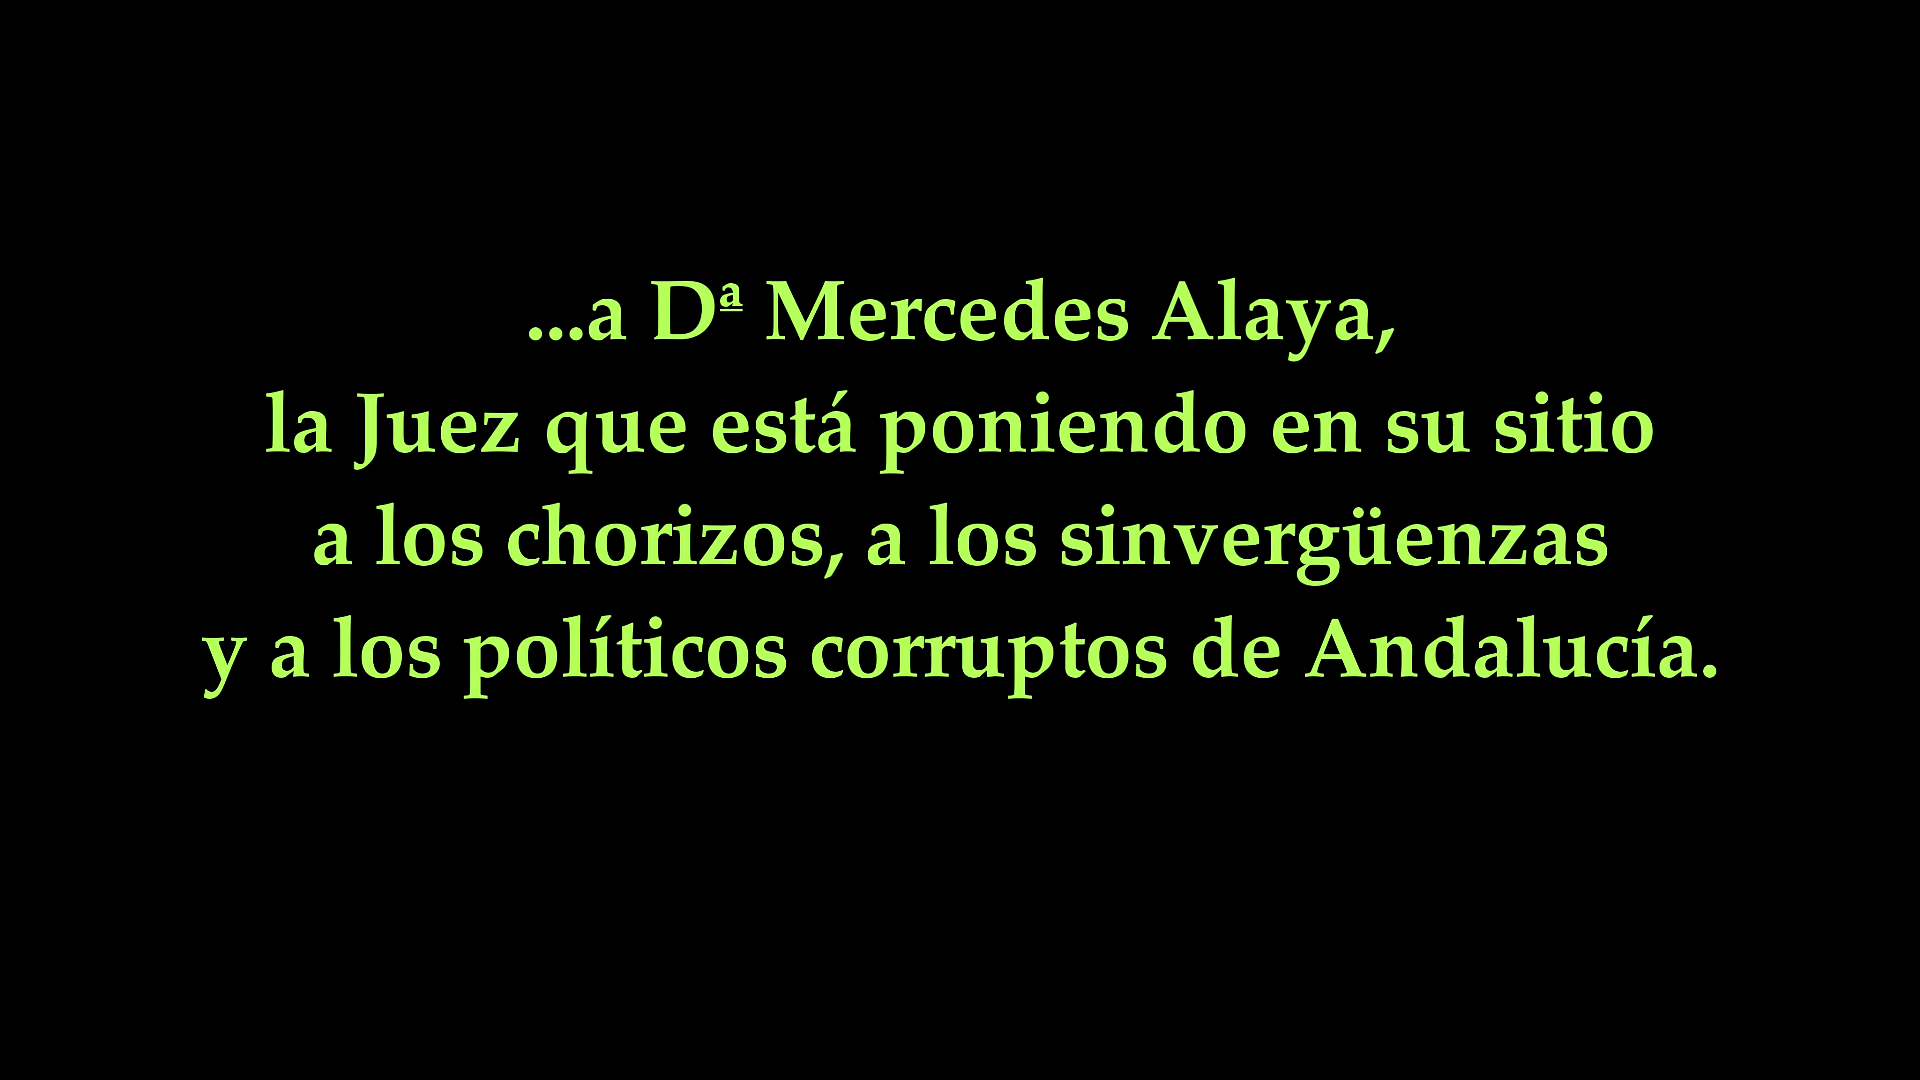 ...a Dª Mercedes Alaya,
la Juez que está poniendo en su sitio
a los chorizos, a los sinvergüenzas
y a los políticos corruptos de Andalucía.